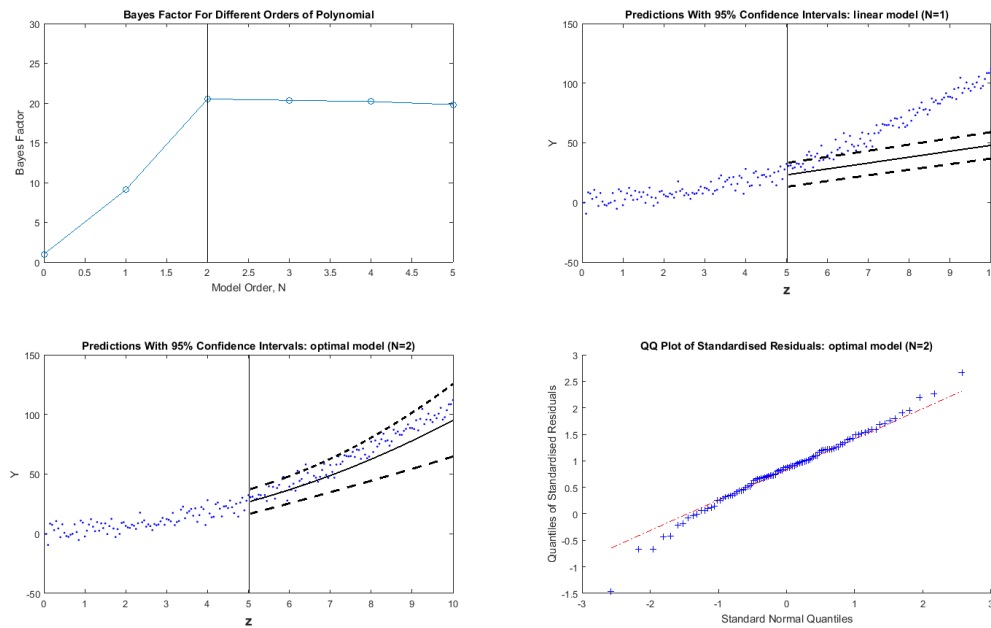 Bayes Factor For Different Orders of Polynomial
30
25
20
15
10
5
0
Bayes Factor
0 0.5 1 1.5 2 2.5 3 3.5 4 4.5 5
Model Order, N
Predictions With 95% Confidence Intervals: linear model (N=1)
150
100
50
0
-50
Y
0 1 2 3 4 5 6 7 8 9 10
z
Predictions With 95% Confidence Intervals: optimal model (N=2)
150
100
50
0
-50
Y
0 1 2 3 4 5 6 7 8 9 10
z
QQ Plot of Standardised Residuals: optimal model (N=2)
3
2.5
2
1.5
1
0.5
0
-0.5
-1
-1.5
Quantiles of Standardised Residuals
-3 -2 -1 0 1 2 3
Standard Normal Quantiles